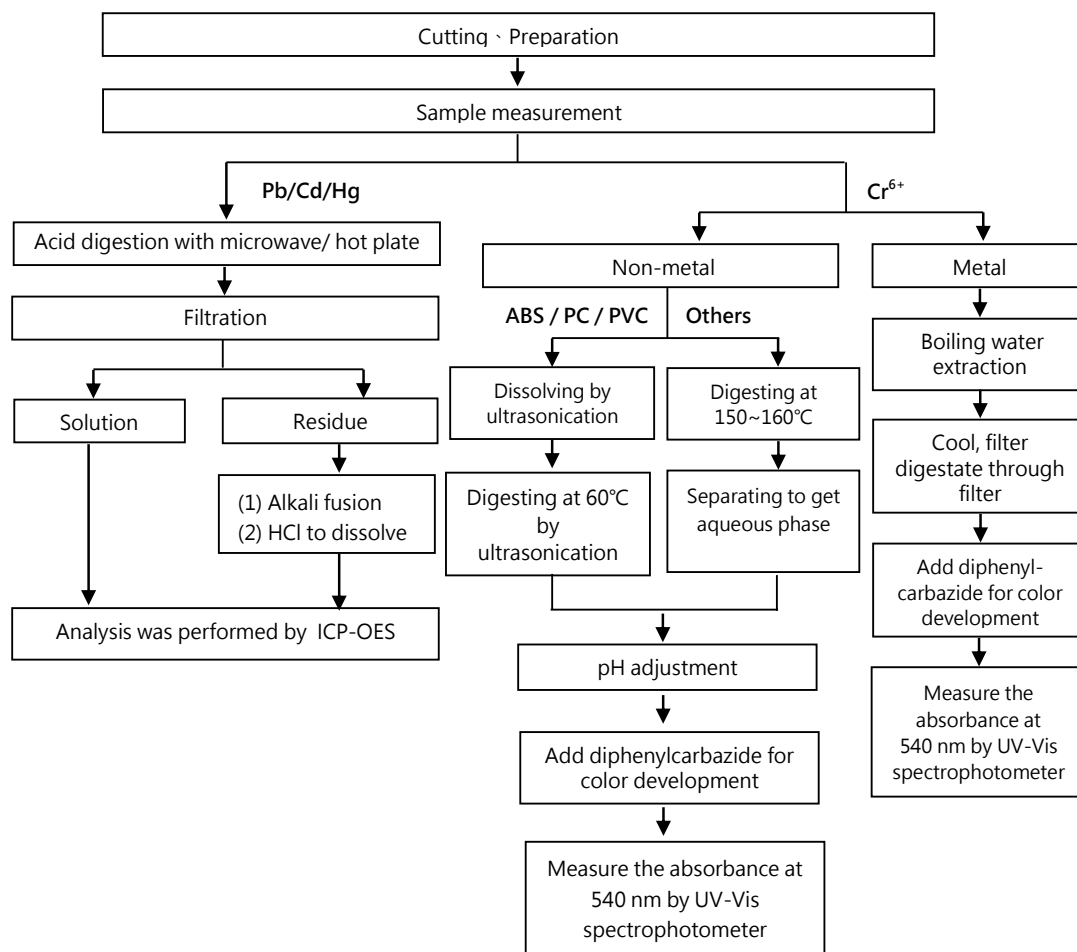 Cutting、Preparation
Sample measurement
Pb/Cd/Hg
Acid digestion with microwave/ hot plate
Filtration
Solution
Residue
(1) Alkali fusion
(2) HCl to dissolve
Analysis was performed by ICP-OES
Cr⁶⁺
Non-metal
ABS / PC / PVC
Others
Dissolving by
ultrasonication
Digesting at 60℃
by
ultrasonication
Digesting at
150~160℃
Separating to get
aqueous phase
pH adjustment
Add diphenylcarbazide for
color development
Measure the absorbance at
540 nm by UV-Vis
spectrophotometer
Metal
Boiling water
extraction
Cool, filter
digestate through
filter
Add diphenyl-
carbazide for color
development
Measure the
absorbance at
540 nm by UV-Vis
spectrophotometer